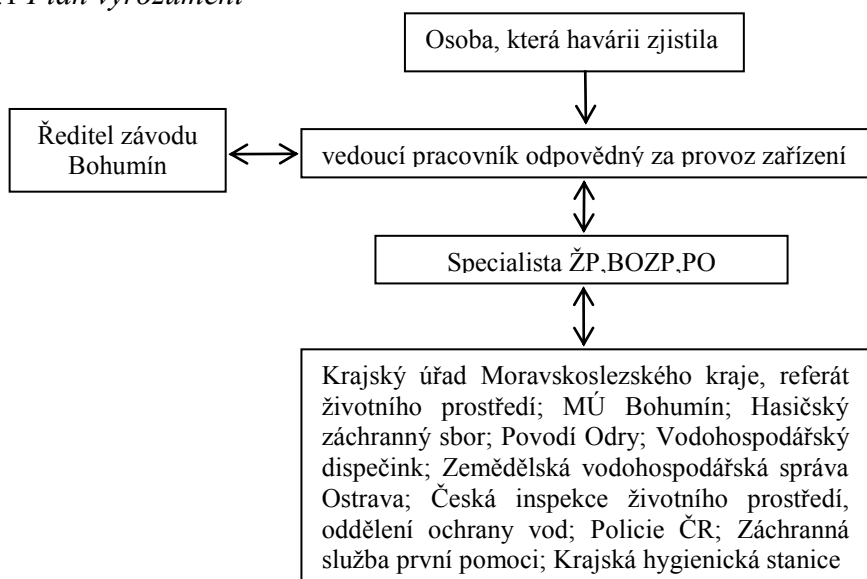 Plan vyrozumění
Osoba, která havárii zjistila
Ředitel závodu
Bohumín
vedoucí pracovník odpovědný za provoz zařízení
Specialista ŽP,BOZP,PO
Krajský úřad Moravskoslezského kraje, referát
životního prostředí; MÚ Bohumín; Hasičský
záchranný sbor; Povodí Odry; Vodohospodářský
dispečink; Zemědělská vodohospodářská správa
Ostrava; Česká inspekce životního prostředí,
oddělení ochrany vod; Policie ČR; Záchranná
služba první pomoci; Krajská hygienická stanice